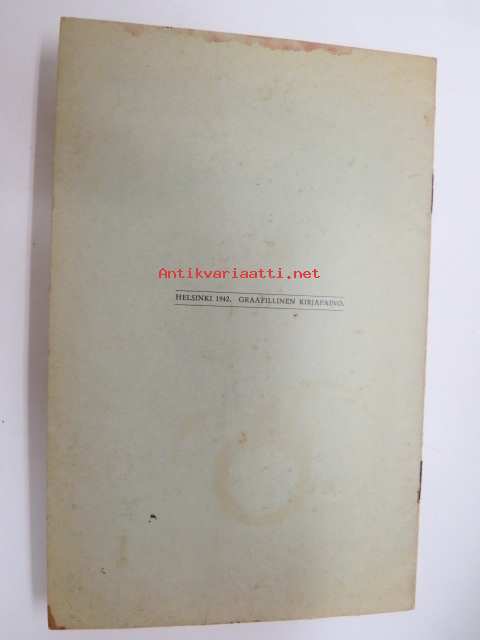 Antikvariaatti.net
HELSINKI 1942. GRAAFILLINEN KIRJAPAINO.